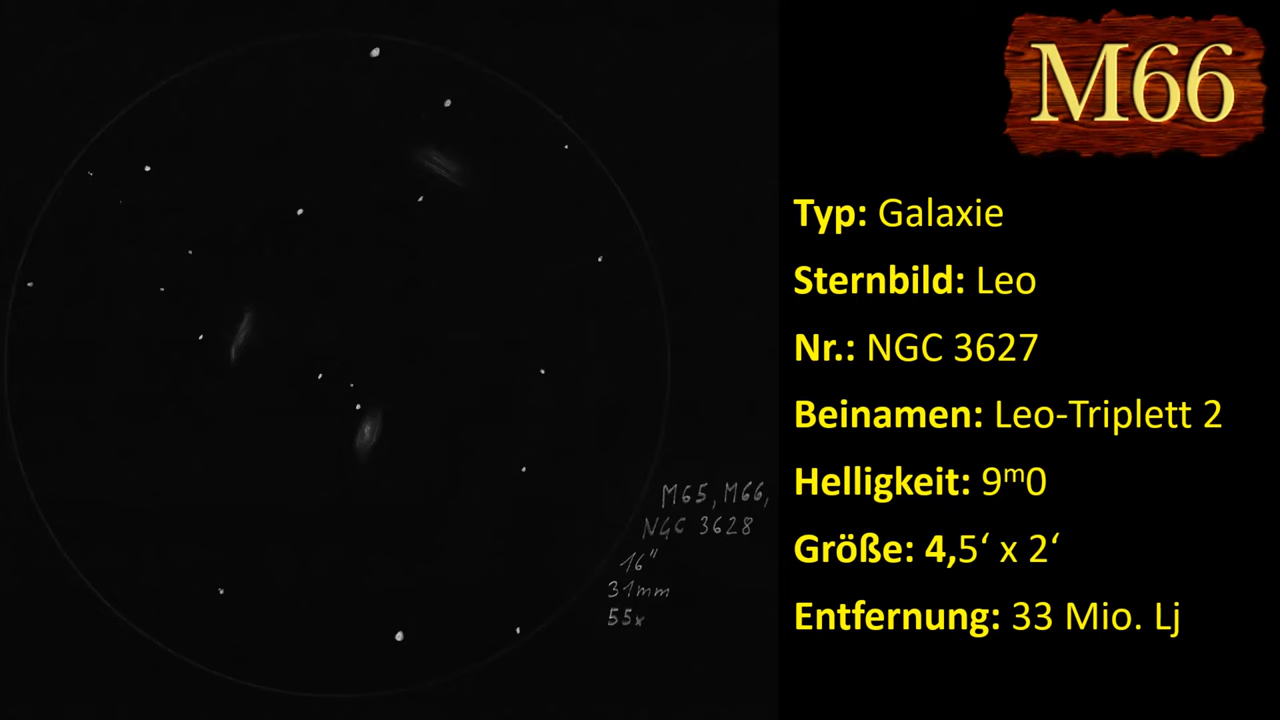 M66
Typ: Galaxie
Sternbild: Leo
Nr.: NGC 3627
Beinamen: Leo-Triplett 2
Helligkeit: 9ᵐ0
Größe: 4,5‘ x 2‘
Entfernung: 33 Mio. Lj
M65, M66,
NGC 3628
16"
31mm
55x